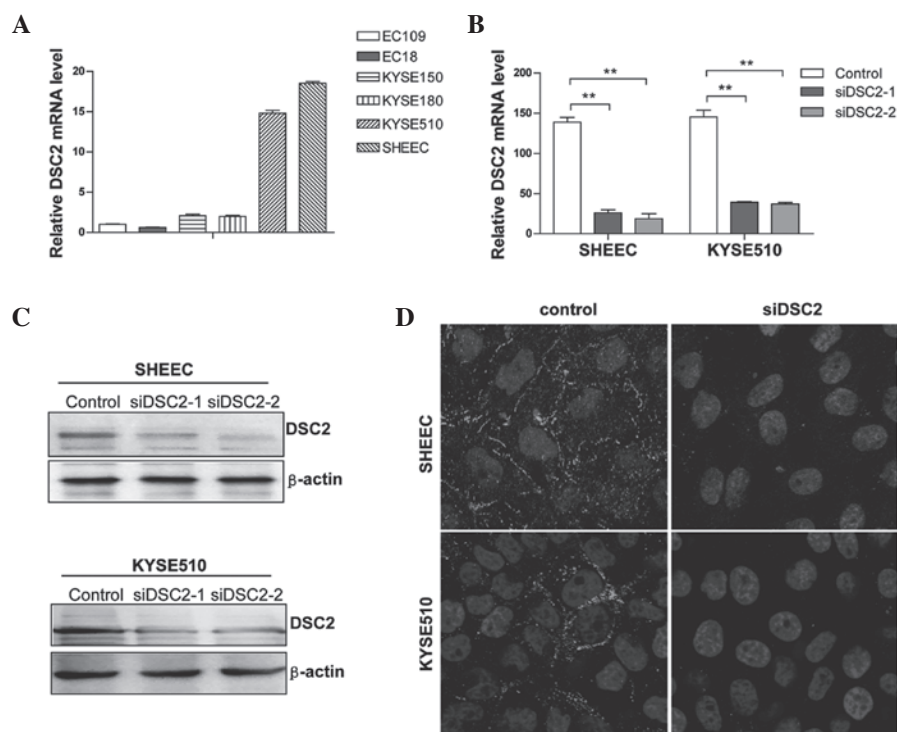 A
Relative DSC2 mRNA level
20
15
10
5
0
EC109
EC18
KYSE150
KYSE180
KYSE510
SHEEC
B
Relative DSC2 mRNA level
200
150
100
50
0
**
**
**
**
SHEEC
KYSE510
Control
siDSC2-1
siDSC2-2
C
SHEEC
Control siDSC2-1 siDSC2-2
DSC2
β-actin
KYSE510
Control siDSC2-1 siDSC2-2
DSC2
β-actin
D
control siDSC2
SHEEC
KYSE510